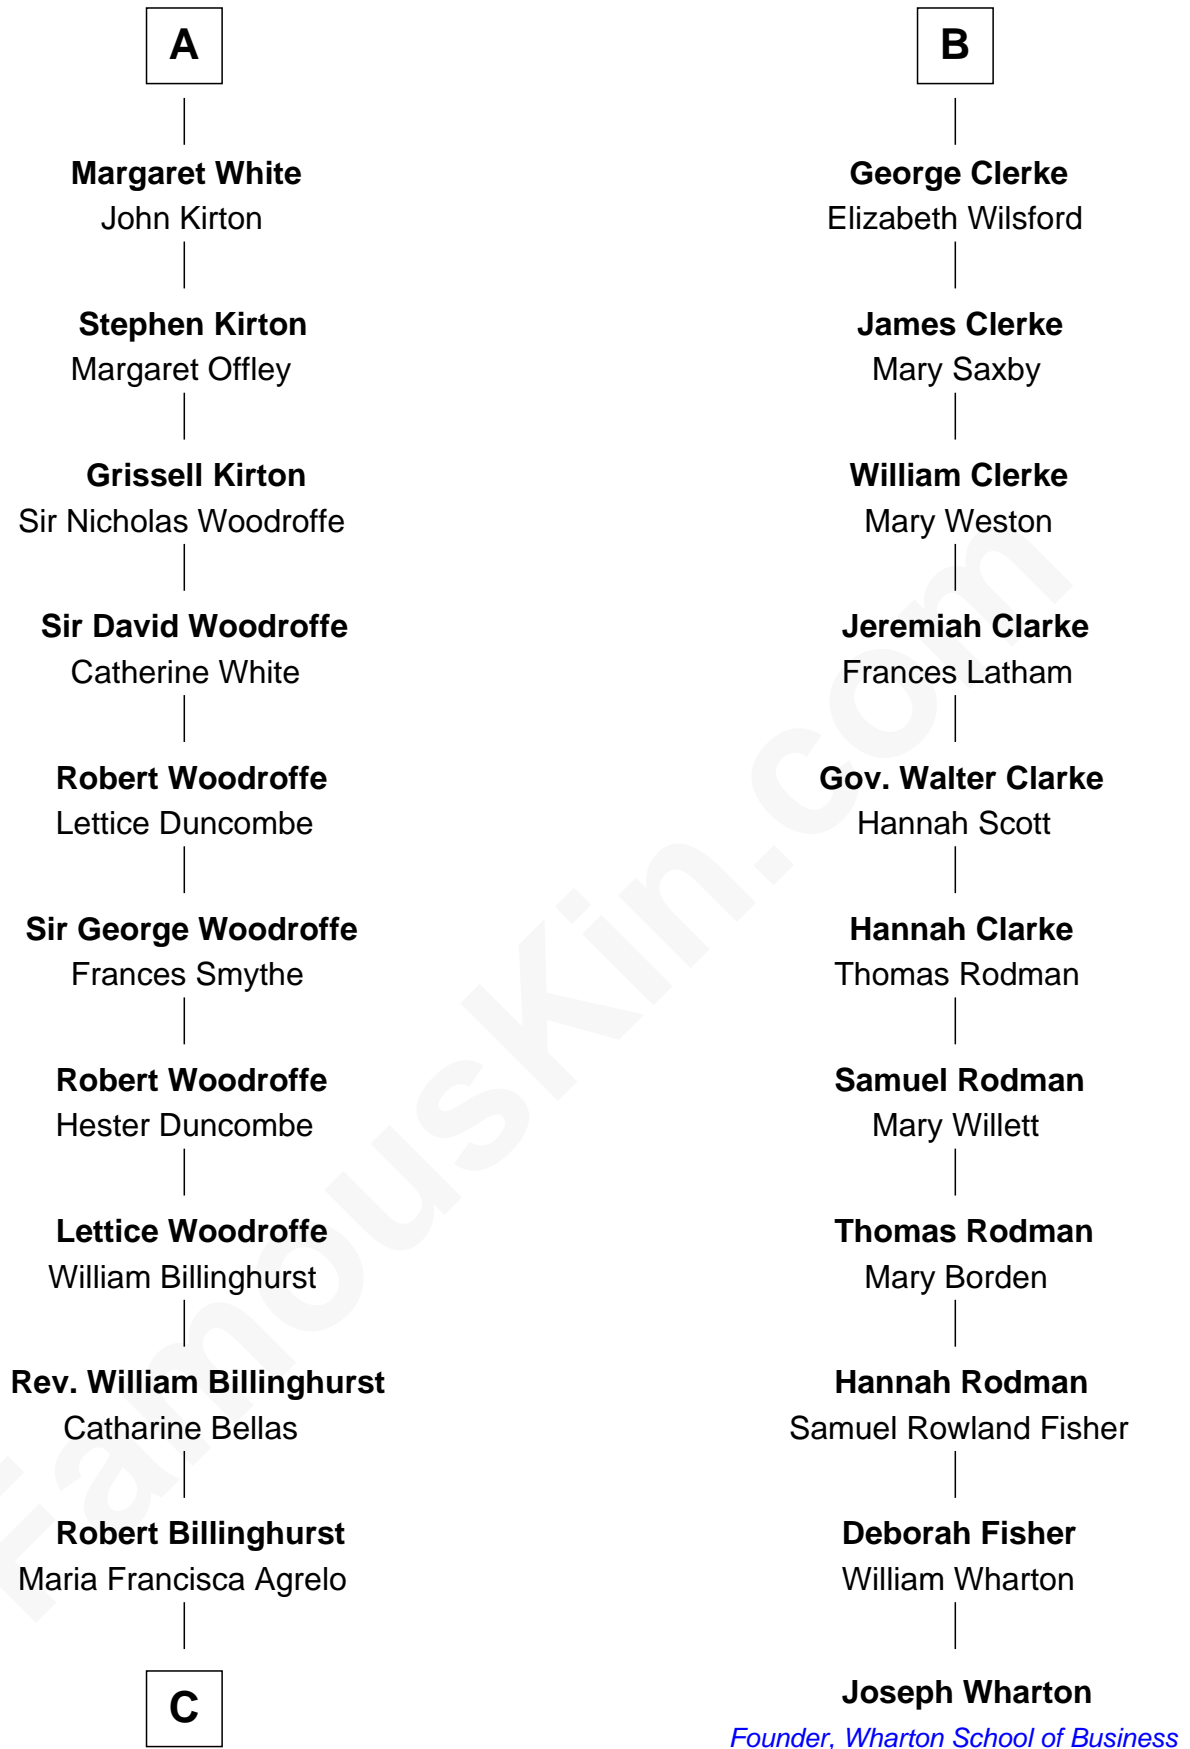 A
Margaret White
John Kirton
Stephen Kirton
Margaret Offley
Grissell Kirton
Sir Nicholas Woodroffe
Sir David Woodroffe
Catherine White
Robert Woodroffe
Lettice Duncombe
Sir George Woodroffe
Frances Smythe
Robert Woodroffe
Hester Duncombe
Lettice Woodroffe
William Billinghurst
Rev. William Billinghurst
Catharine Bellas
Robert Billinghurst
Maria Francisca Agrelo
C
B
George Clerke
Elizabeth Wilsford
James Clerke
Mary Saxby
William Clerke
Mary Weston
Jeremiah Clarke
Frances Latham
Gov. Walter Clarke
Hannah Scott
Hannah Clarke
Thomas Rodman
Samuel Rodman
Mary Willett
Thomas Rodman
Mary Borden
Hannah Rodman
Samuel Rowland Fisher
Deborah Fisher
William Wharton
Joseph Wharton
Founder, Wharton School of Business
FamousKin.com